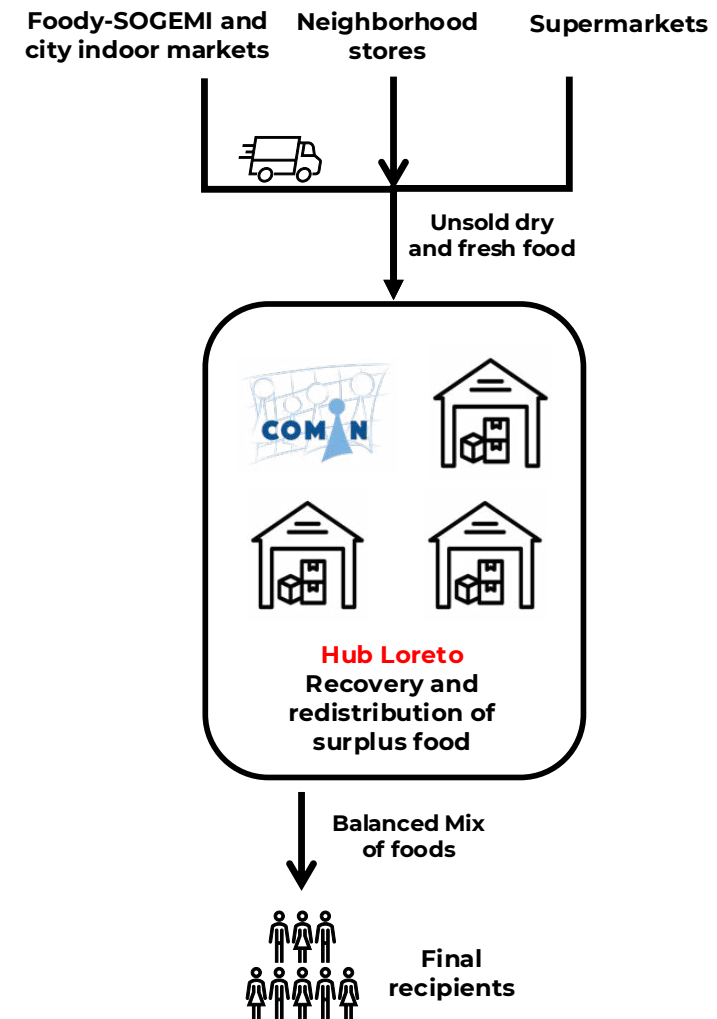 Foody-SOGEMI and
city indoor markets
Neighborhood
stores
Supermarkets
Unsold dry
and fresh food
COMIN
Hub Loreto
Recovery and
redistribution of
surplus food
Balanced Mix
of foods
Final
recipients